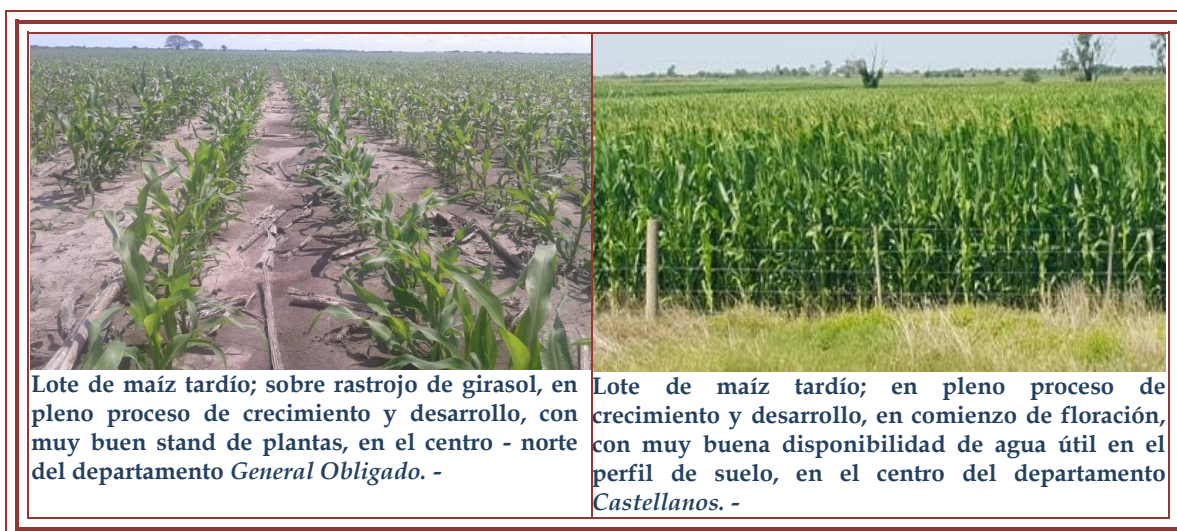 Lote de maíz tardío; sobre rastrojo de girasol, en
pleno proceso de crecimiento y desarrollo, con
muy buen stand de plantas, en el centro - norte
del departamento General Obligado. -
Lote de maíz tardío; en pleno proceso de
crecimiento y desarrollo, en comienzo de floración,
con muy buena disponibilidad de agua útil en el
perfil de suelo, en el centro del departamento
Castellanos. -